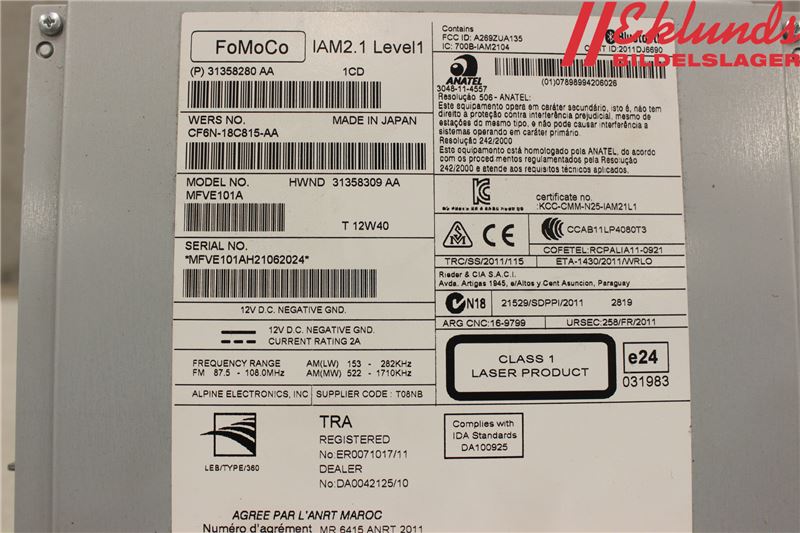 FoMoCo IAM2.1 Level1
(P) 31358280 AA 1CD
WERS NO. MADE IN JAPAN
CF6N-18C815-AA
MODEL NO. HWND 31358309 AA
MFVE101A
T 12W40
SERIAL NO.
*MFVE101AH21062024*
12V D.C. NEGATIVE GND.
12V D.C. NEGATIVE GND.
CURRENT RATING 2A
FREQUENCY RANGE AM(LW) 153 - 282KHz
FM 87.5 - 108.0MHz AM(MW) 522 - 1710KHz
ALPINE ELECTRONICS, INC SUPPLIER CODE : T08NB
Contains
FCC ID: A269ZUA135
IC: 700B-IAM2104
ID:2011DJ6690
Eklunds
BILDELSLAGER
ANATEL
3048-11-4557
(01)07898994206026
Resolução 506 - ANATEL:
Este equipamento opera em caráter secundário, isto é, não tem
direito à proteção contra interferência prejudicial, mesmo de
estações do mesmo tipo, e não pode causar interferência a
sistemas operando em caráter primário.
Resolução 242/2000
Este equipamento está homologado pela ANATEL, de acordo
com os procedimentos regulamentados pela Resolução
242/2000 e atende aos requisitos técnicos aplicados.
certificate no.
:KCC-CMM-N25-IAM21L1
CE
CCAB11LP4080T3
COFETEL:RCPALIA11-0921
TRC/SS/2011/115 ETA-1430/2011/WRLO
Rieder & CIA S.A.C.I.
Avda. Artigas 1945, e/Altos y Cent Asuncion, Paraguay
N18 21529/SDPPI/2011 2819
ARG CNC:16-9799 URSEC:258/FR/2011
CLASS 1
LASER PRODUCT
e24
031983
LEB/TYPE/360
TRA
REGISTERED
No:ER0071017/11
DEALER
No:DA0042125/10
Complies with
IDA Standards
DA100925
AGREE PAR L'ANRT MAROC
Numéro d'agrément MR 6415 ANRT 2011